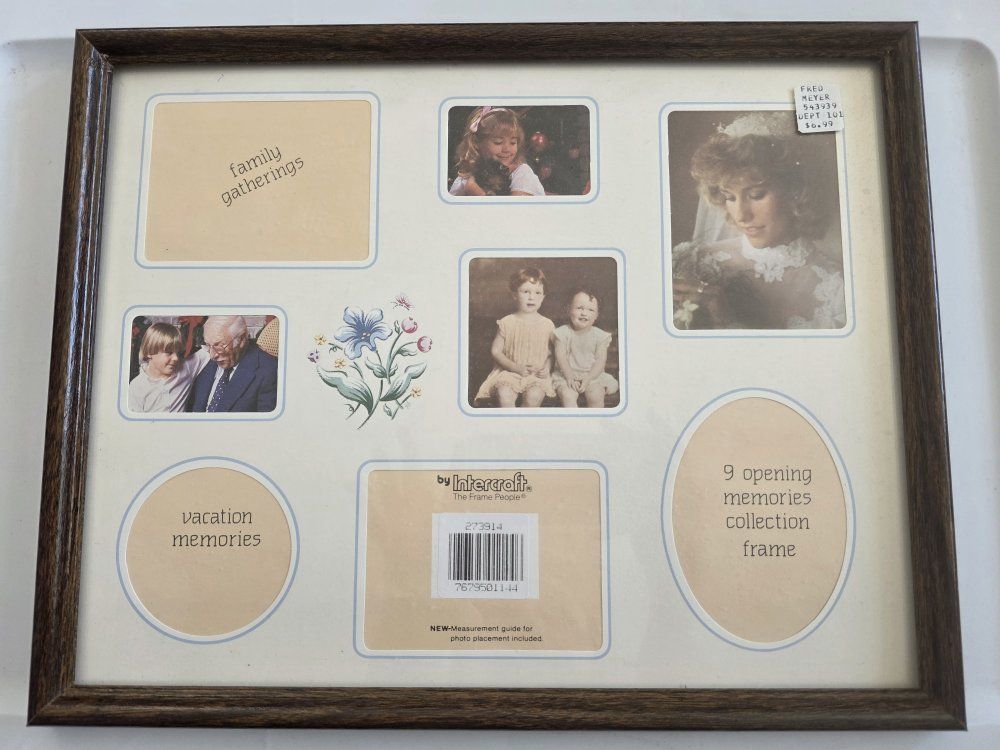 family
gatherings
FRED
MEYER
543939
DEPT 101
$6.99
vacation
memories
by Intercraft®
The Frame People®
273914
7679501144
NEW-Measurement guide for
photo placement included.
9 opening
memories
collection
frame